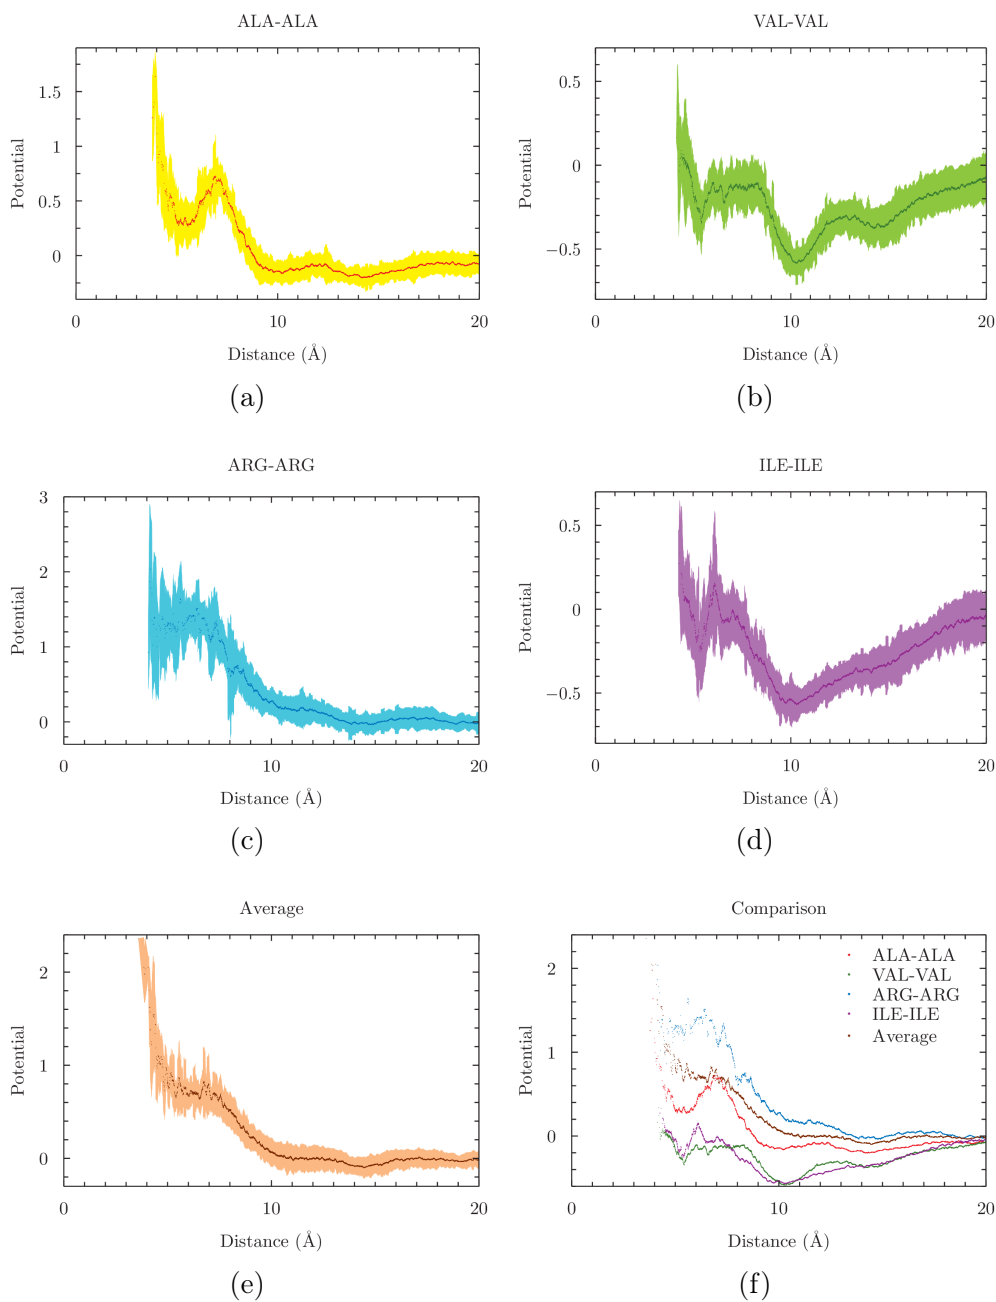 ALA-ALA
1.5
1
0.5
0
Potential
0
10
20
Distance (Å)
(a)
VAL-VAL
0.5
0
−0.5
Potential
0
10
20
Distance (Å)
(b)
ARG-ARG
3
2
1
0
Potential
0
10
20
Distance (Å)
(c)
ILE-ILE
0.5
0
−0.5
Potential
0
10
20
Distance (Å)
(d)
Average
2
1
0
Potential
0
10
20
Distance (Å)
(e)
Comparison
2
1
0
Potential
ALA-ALA
VAL-VAL
ARG-ARG
ILE-ILE
Average
0
10
20
Distance (Å)
(f)